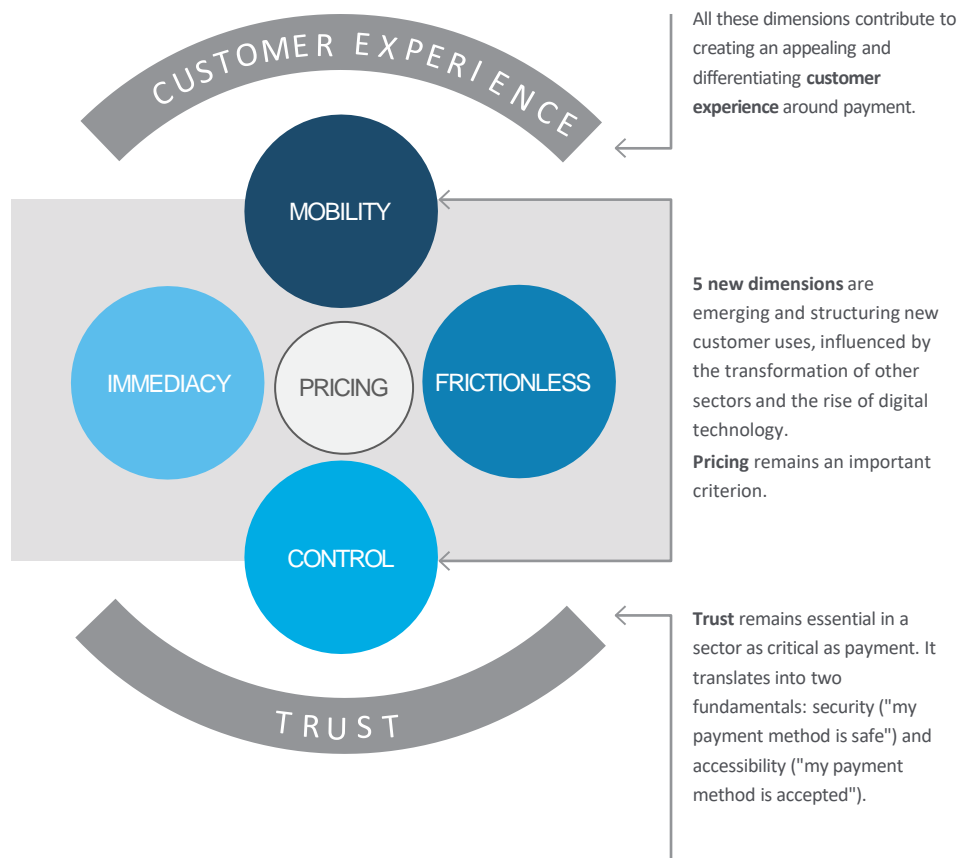 CUSTOMER EXPERIENCE
All these dimensions contribute to
creating an appealing and
differentiating customer
experience around payment.
MOBILITY
IMMEDIACY
PRICING
FRICTIONLESS
CONTROL
5 new dimensions are
emerging and structuring new
customer uses, influenced by
the transformation of other
sectors and the rise of digital
technology.
Pricing remains an important
criterion.
TRUST
Trust remains essential in a
sector as critical as payment. It
translates into two
fundamentals: security ("my
payment method is safe") and
accessibility ("my payment
method is accepted").